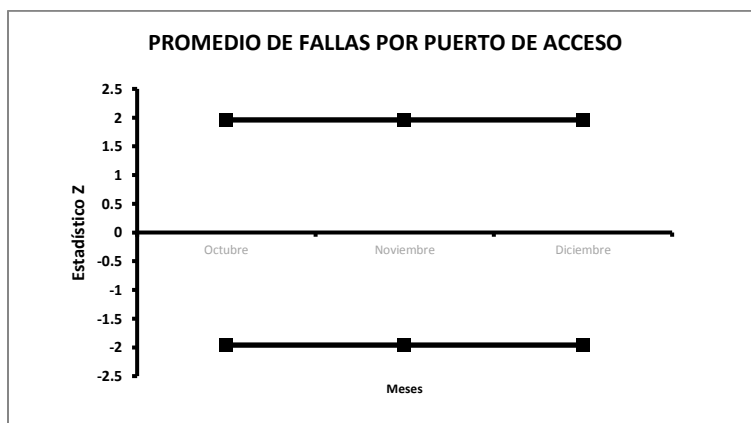 PROMEDIO DE FALLAS POR PUERTO DE ACCESO
2.5
2
1.5
1
0.5
0
-0.5
-1
-1.5
-2
-2.5
Estadístico Z
Octubre Noviembre Diciembre
Meses